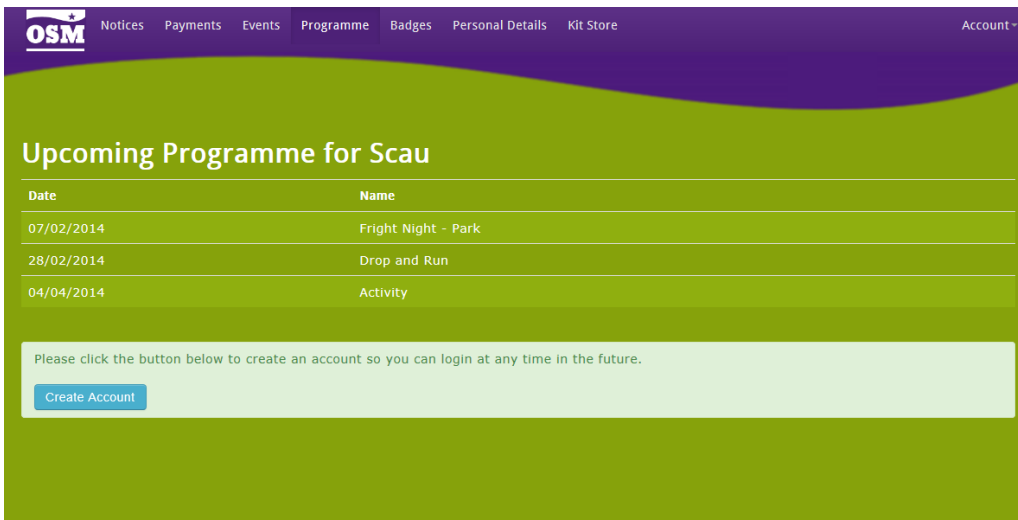 OSM Notices Payments Events Programme Badges Personal Details Kit Store Account
Upcoming Programme for Scau
Date Name
07/02/2014 Fright Night - Park
28/02/2014 Drop and Run
04/04/2014 Activity
Please click the button below to create an account so you can login at any time in the future.
Create Account